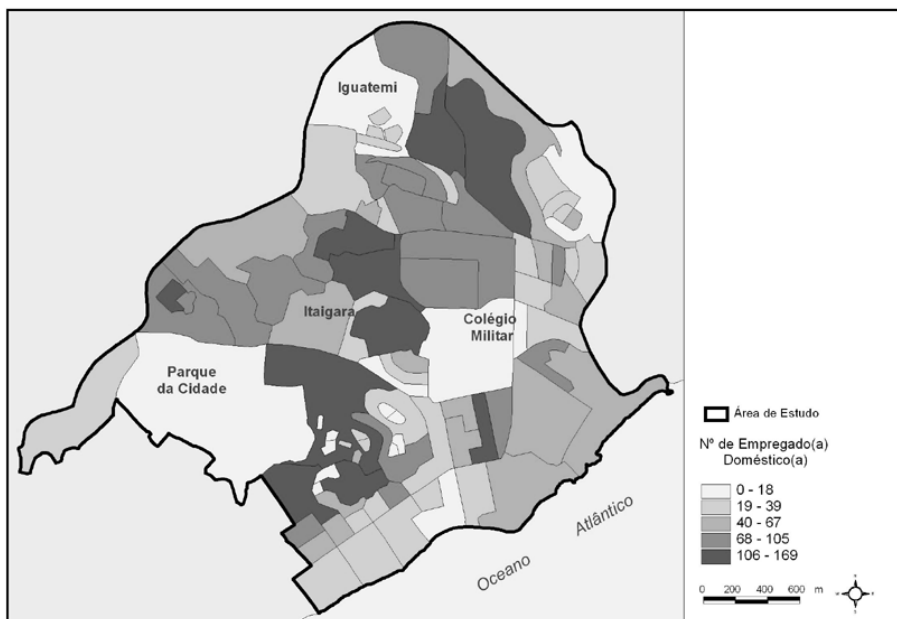 Iguatemi
Itaigara
Colégio
Militar
Parque
da Cidade
Oceano Atlântico
Área de Estudo
Nº de Empregado(a)
Doméstico(a)
0 - 18
19 - 39
40 - 67
68 - 105
106 - 169
0 200 400 600 m